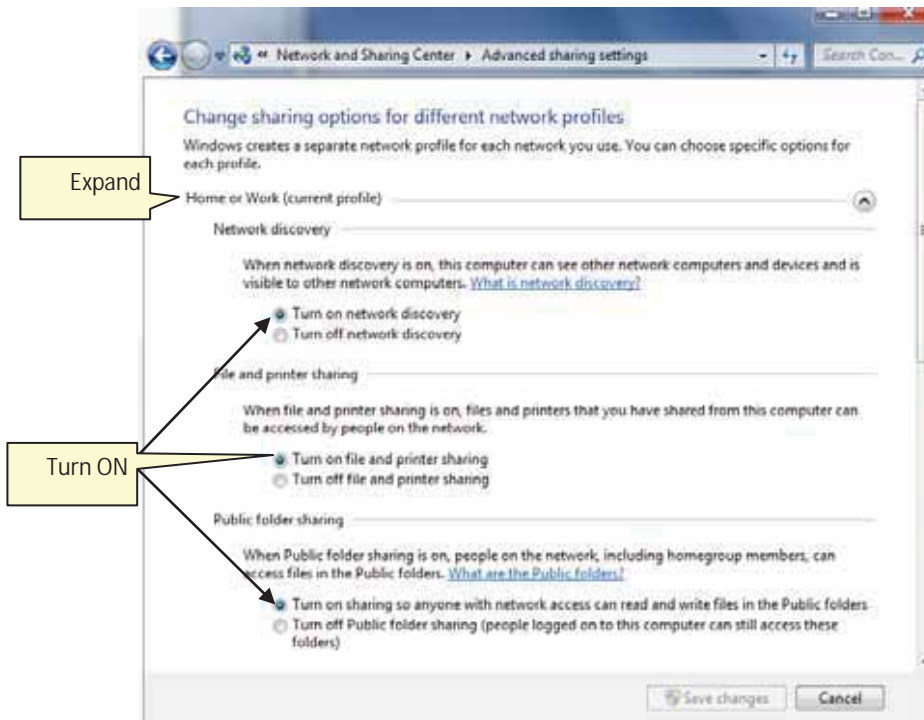 « Network and Sharing Center ▸ Advanced sharing settings
Search Con...
Change sharing options for different network profiles
Windows creates a separate network profile for each network you use. You can choose specific options for
each profile.
Expand
Home or Work (current profile)
Network discovery
When network discovery is on, this computer can see other network computers and devices and is
visible to other network computers. What is network discovery?
Turn on network discovery
Turn off network discovery
File and printer sharing
When file and printer sharing is on, files and printers that you have shared from this computer can
be accessed by people on the network.
Turn ON
Turn on file and printer sharing
Turn off file and printer sharing
Public folder sharing
When Public folder sharing is on, people on the network, including homegroup members, can
access files in the Public folders. What are the Public folders?
Turn on sharing so anyone with network access can read and write files in the Public folders
Turn off Public folder sharing (people logged on to this computer can still access these
folders)
Save changes
Cancel